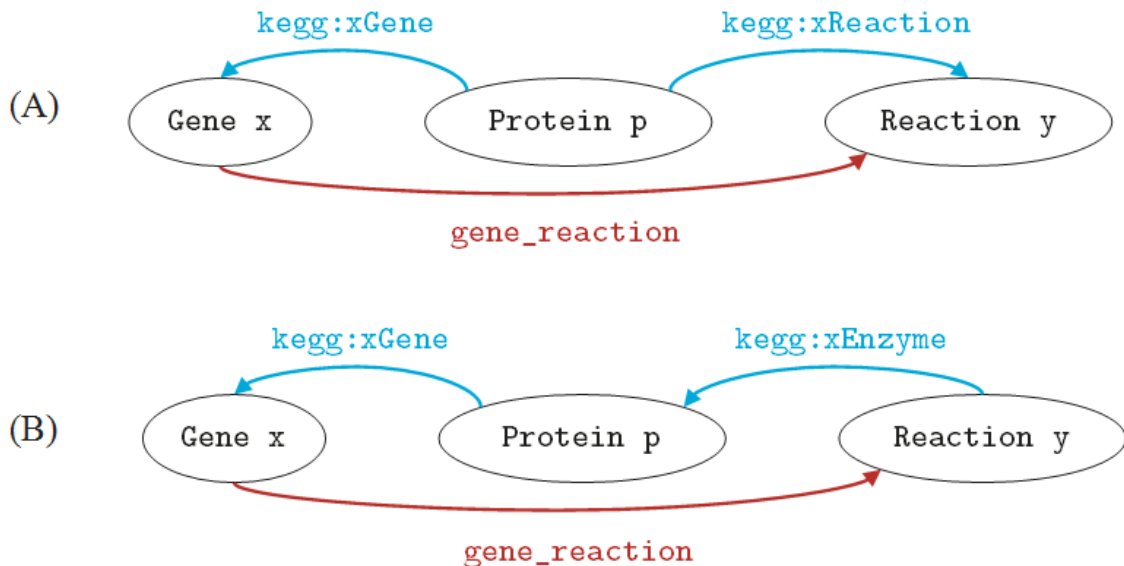 kegg:xGene kegg:xReaction
(A) Gene x Protein p Reaction y
gene_reaction
kegg:xGene kegg:xEnzyme
(B) Gene x Protein p Reaction y
gene_reaction